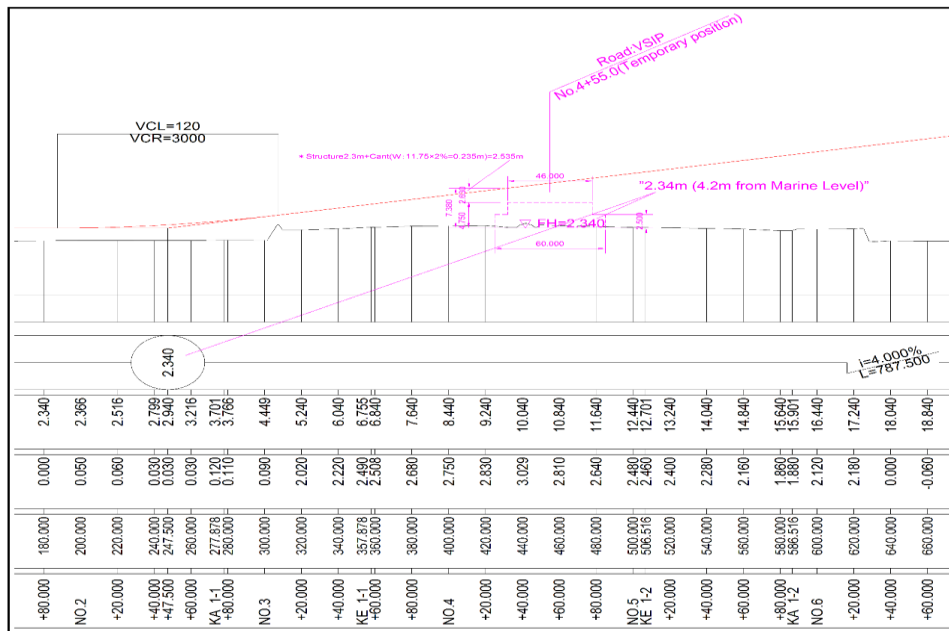 Road:VSIP
No.4+55.0(Temporary position)
VCL=120
VCR=3000
* Structure2.3m+Cant(W: 11.75×2%=0.235m)=2.535m
46.000
"2.34m (4.2m from Marine Level)"
7.380
4.750
FH=2.340
60.000
2.340
i=4.000%
L=787.500
2.340 2.366 2.516 2.799 2.940 3.216 3.701 3.766 4.449 5.240 6.040 6.755 6.840 7.640 8.440 9.240 10.040 10.840 11.640 12.440 12.701 13.240 14.040 14.840 15.640 15.901 16.440 17.240 18.040 18.840
0.000 0.050 0.060 0.030 0.030 0.030 0.120 0.110 0.090 2.020 2.220 2.490 2.508 2.680 2.750 2.830 3.029 2.810 2.640 2.480 2.460 2.400 2.280 2.160 1.860 1.880 2.120 2.180 0.000 -0.060
180.000 200.000 220.000 240.000 247.500 260.000 277.878 280.000 300.000 320.000 340.000 357.878 360.000 380.000 400.000 420.000 440.000 460.000 480.000 500.000 506.516 520.000 540.000 560.000 580.000 586.516 600.000 620.000 640.000 660.000
+80.000 NO.2 +20.000 +40.000 +47.500 +60.000 KA 1-1 +80.000 NO.3 +20.000 +40.000 KE 1-1 +60.000 +80.000 NO.4 +20.000 +40.000 +60.000 +80.000 NO.5 KE 1-2 +20.000 +40.000 +60.000 +80.000 KA 1-2 NO.6 +20.000 +40.000 +60.000